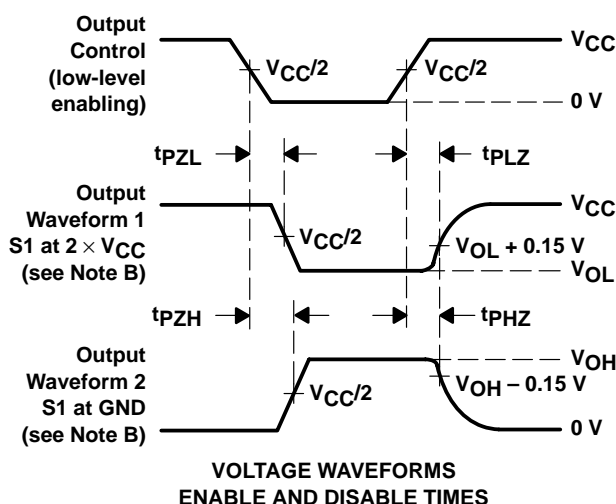 Output
Control
(low-level
enabling)
VCC/2
VCC/2
VCC
0 V
tPZL
tPLZ
Output
Waveform 1
S1 at 2 × VCC
(see Note B)
VCC/2
VCC
VOL + 0.15 V
VOL
tPZH
tPHZ
Output
Waveform 2
S1 at GND
(see Note B)
VCC/2
VOH
VOH – 0.15 V
0 V
VOLTAGE WAVEFORMS
ENABLE AND DISABLE TIMES